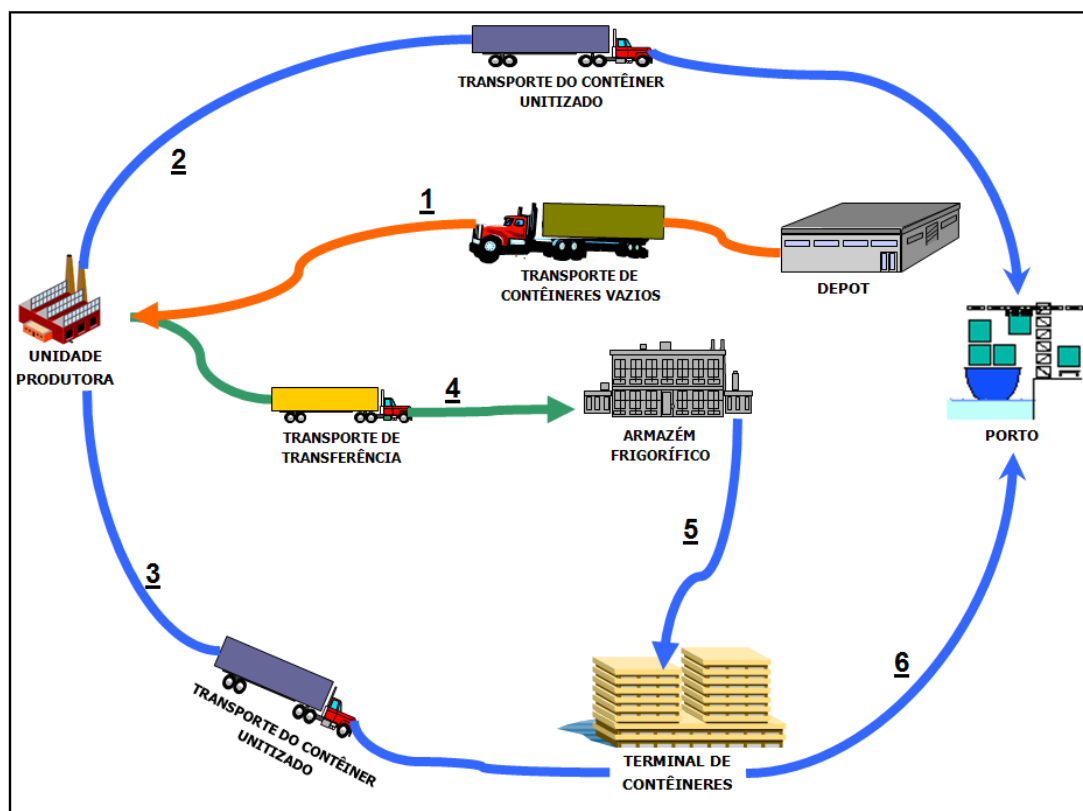 TRANSPORTE DO CONTÊINER
UNITIZADO
2
1
TRANSPORTE DE
CONTÊINERES VAZIOS
DEPOT
UNIDADE
PRODUTORA
4
TRANSPORTE DE
TRANSFERÊNCIA
ARMAZÉM
FRIGORÍFICO
PORTO
5
3
6
TRANSPORTE DO CONTÊINER
UNITIZADO
TERMINAL DE
CONTÊINERES